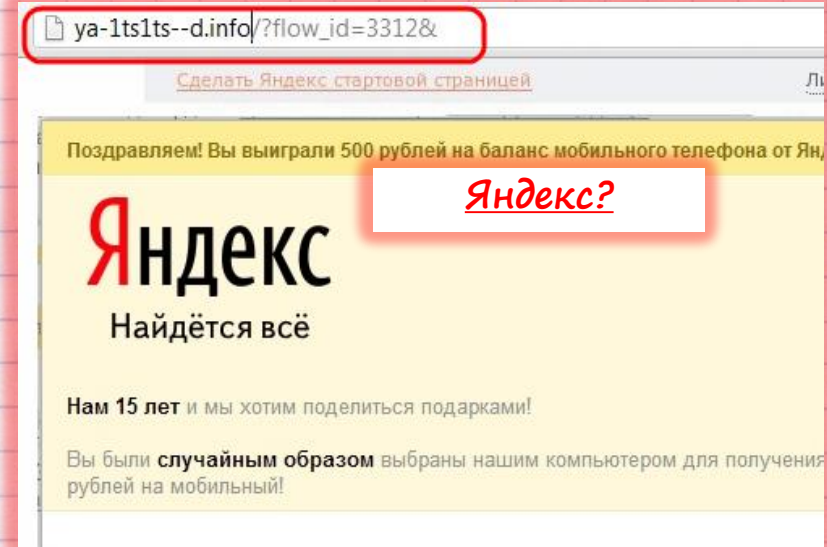 ya-1ts1ts--d.info/?flow_id=3312&
Сделать Яндекс стартовой страницей
Поздравляем! Вы выиграли 500 рублей на баланс мобильного телефона от
Яндекс?
Яндекс
Найдётся всё
Нам 15 лет и мы хотим поделиться подарками!
Вы были случайным образом выбраны нашим компьютером для получения
рублей на мобильный!